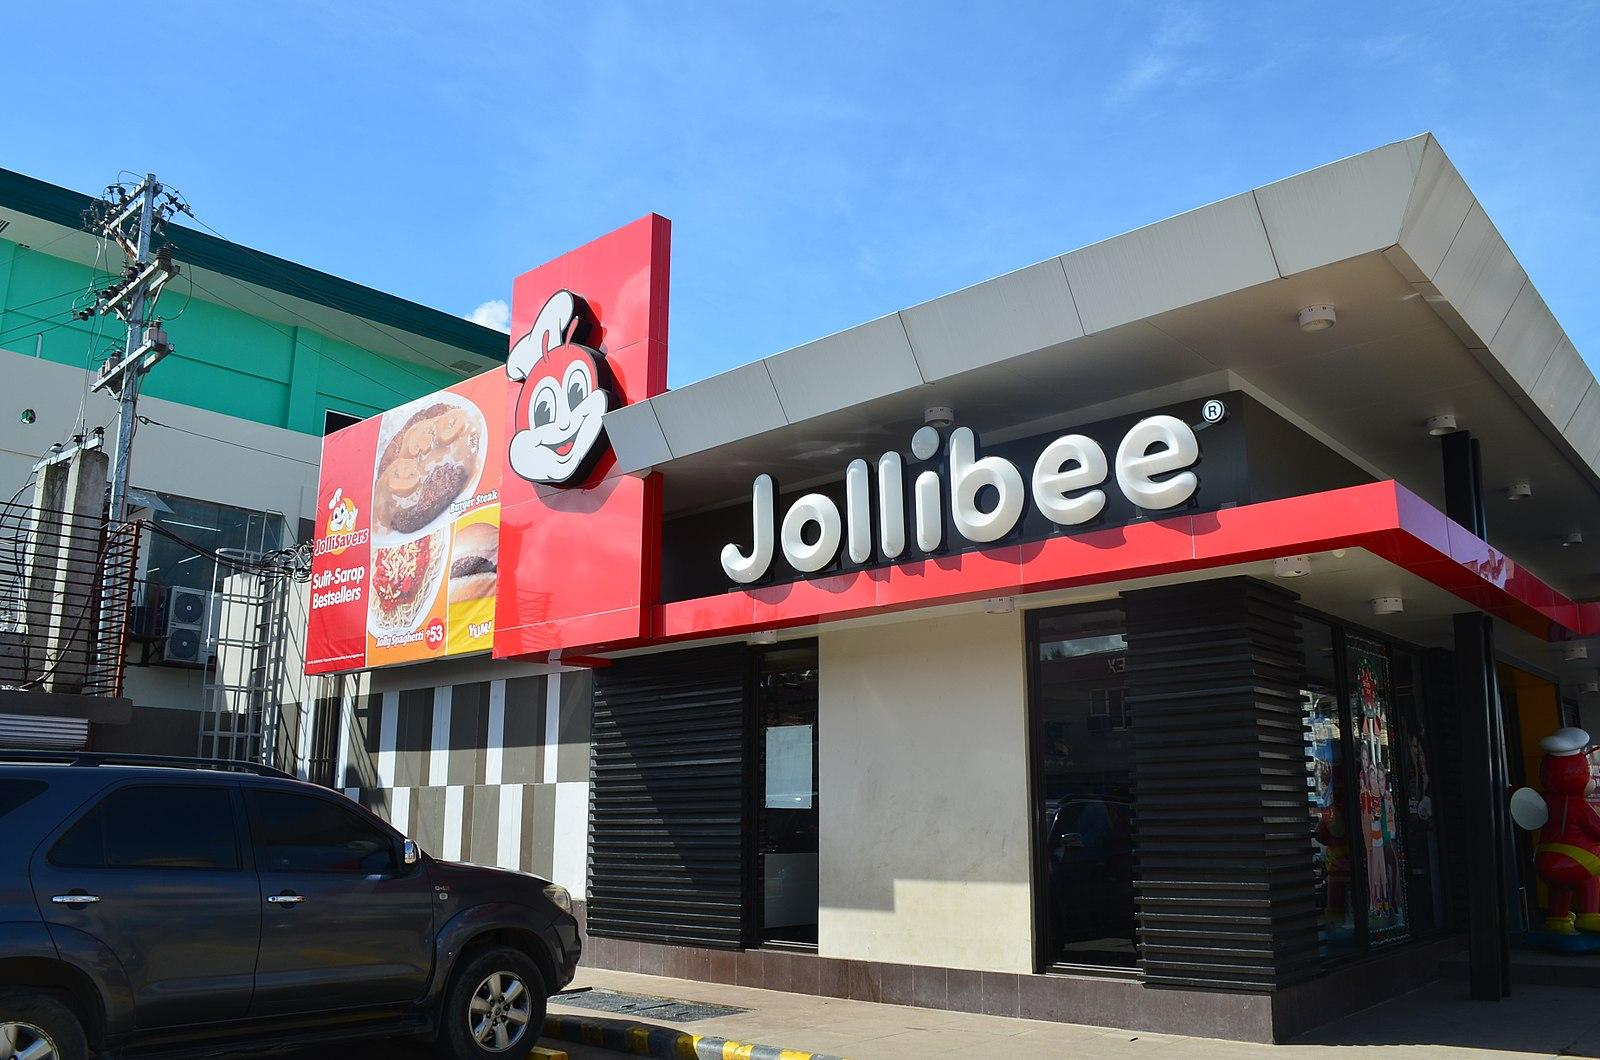 Jollibee®
JolliSavers
Sulit-Sarap
Bestsellers
Burger Steak
Jolly Spaghetti ₱53
YUM!